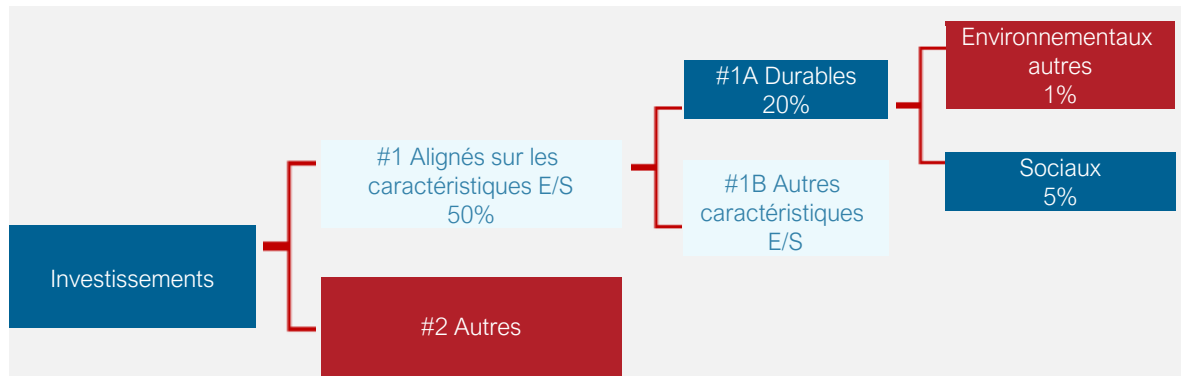 Investissements
#1 Alignés sur les
caractéristiques E/S
50%
#2 Autres
#1A Durables
20%
#1B Autres
caractéristiques
E/S
Environnementaux
autres
1%
Sociaux
5%